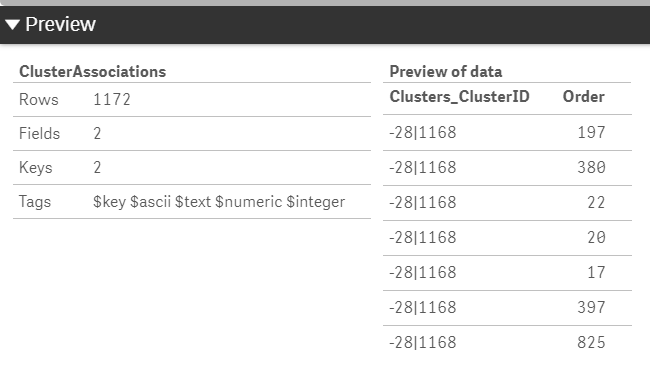 Preview
ClusterAssociations
Rows 1172
Fields 2
Keys 2
Tags $key $ascii $text $numeric $integer
Preview of data
Clusters_ClusterID Order
-28|1168 197
-28|1168 380
-28|1168 22
-28|1168 20
-28|1168 17
-28|1168 397
-28|1168 825